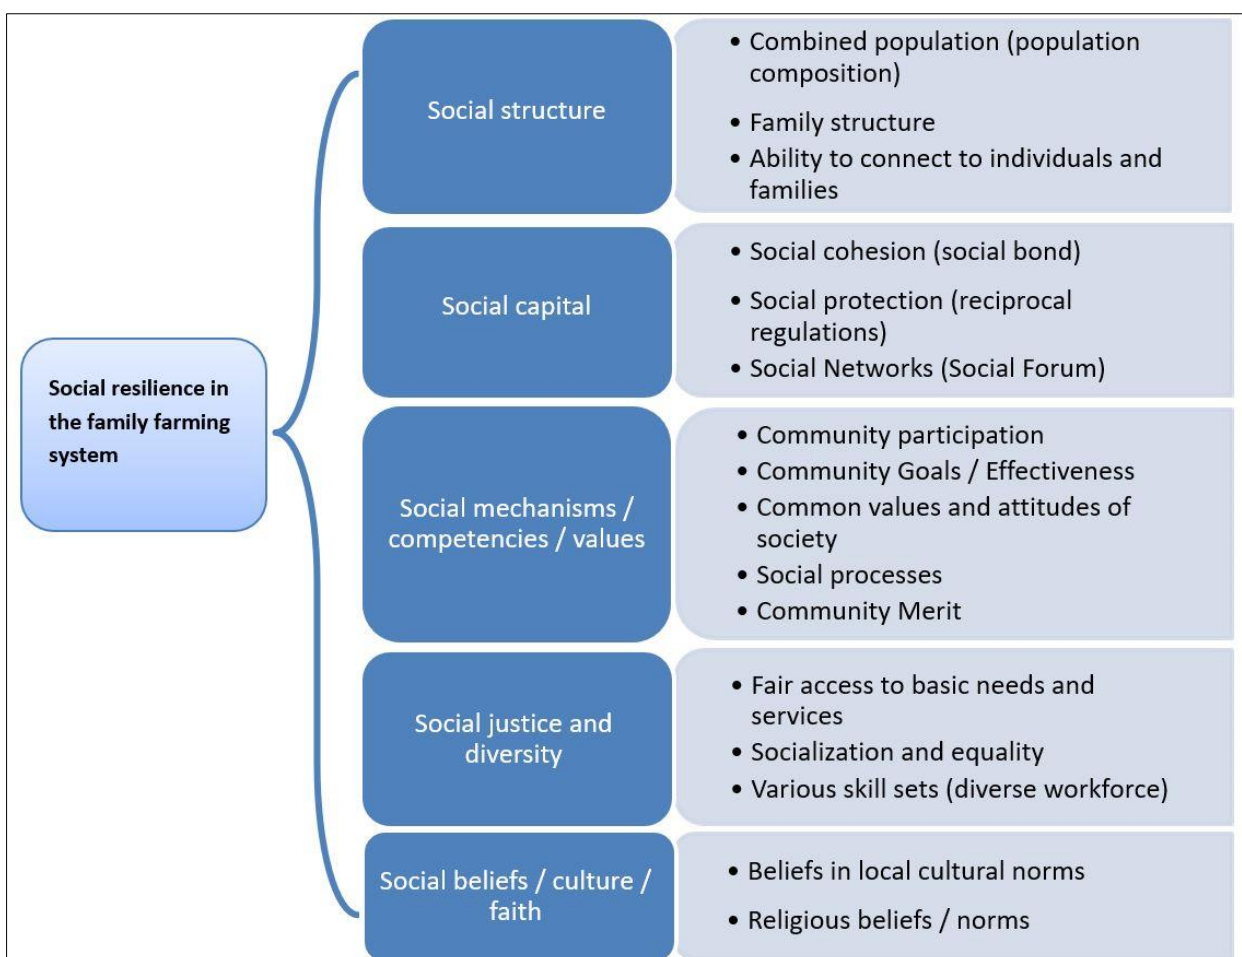 Social resilience in
the family farming
system
Social structure
• Combined population (population
composition)
• Family structure
• Ability to connect to individuals and
families
Social capital
• Social cohesion (social bond)
• Social protection (reciprocal
regulations)
• Social Networks (Social Forum)
Social mechanisms /
competencies / values
• Community participation
• Community Goals / Effectiveness
• Common values and attitudes of
society
• Social processes
• Community Merit
Social justice and
diversity
• Fair access to basic needs and
services
• Socialization and equality
• Various skill sets (diverse workforce)
Social beliefs / culture /
faith
• Beliefs in local cultural norms
• Religious beliefs / norms